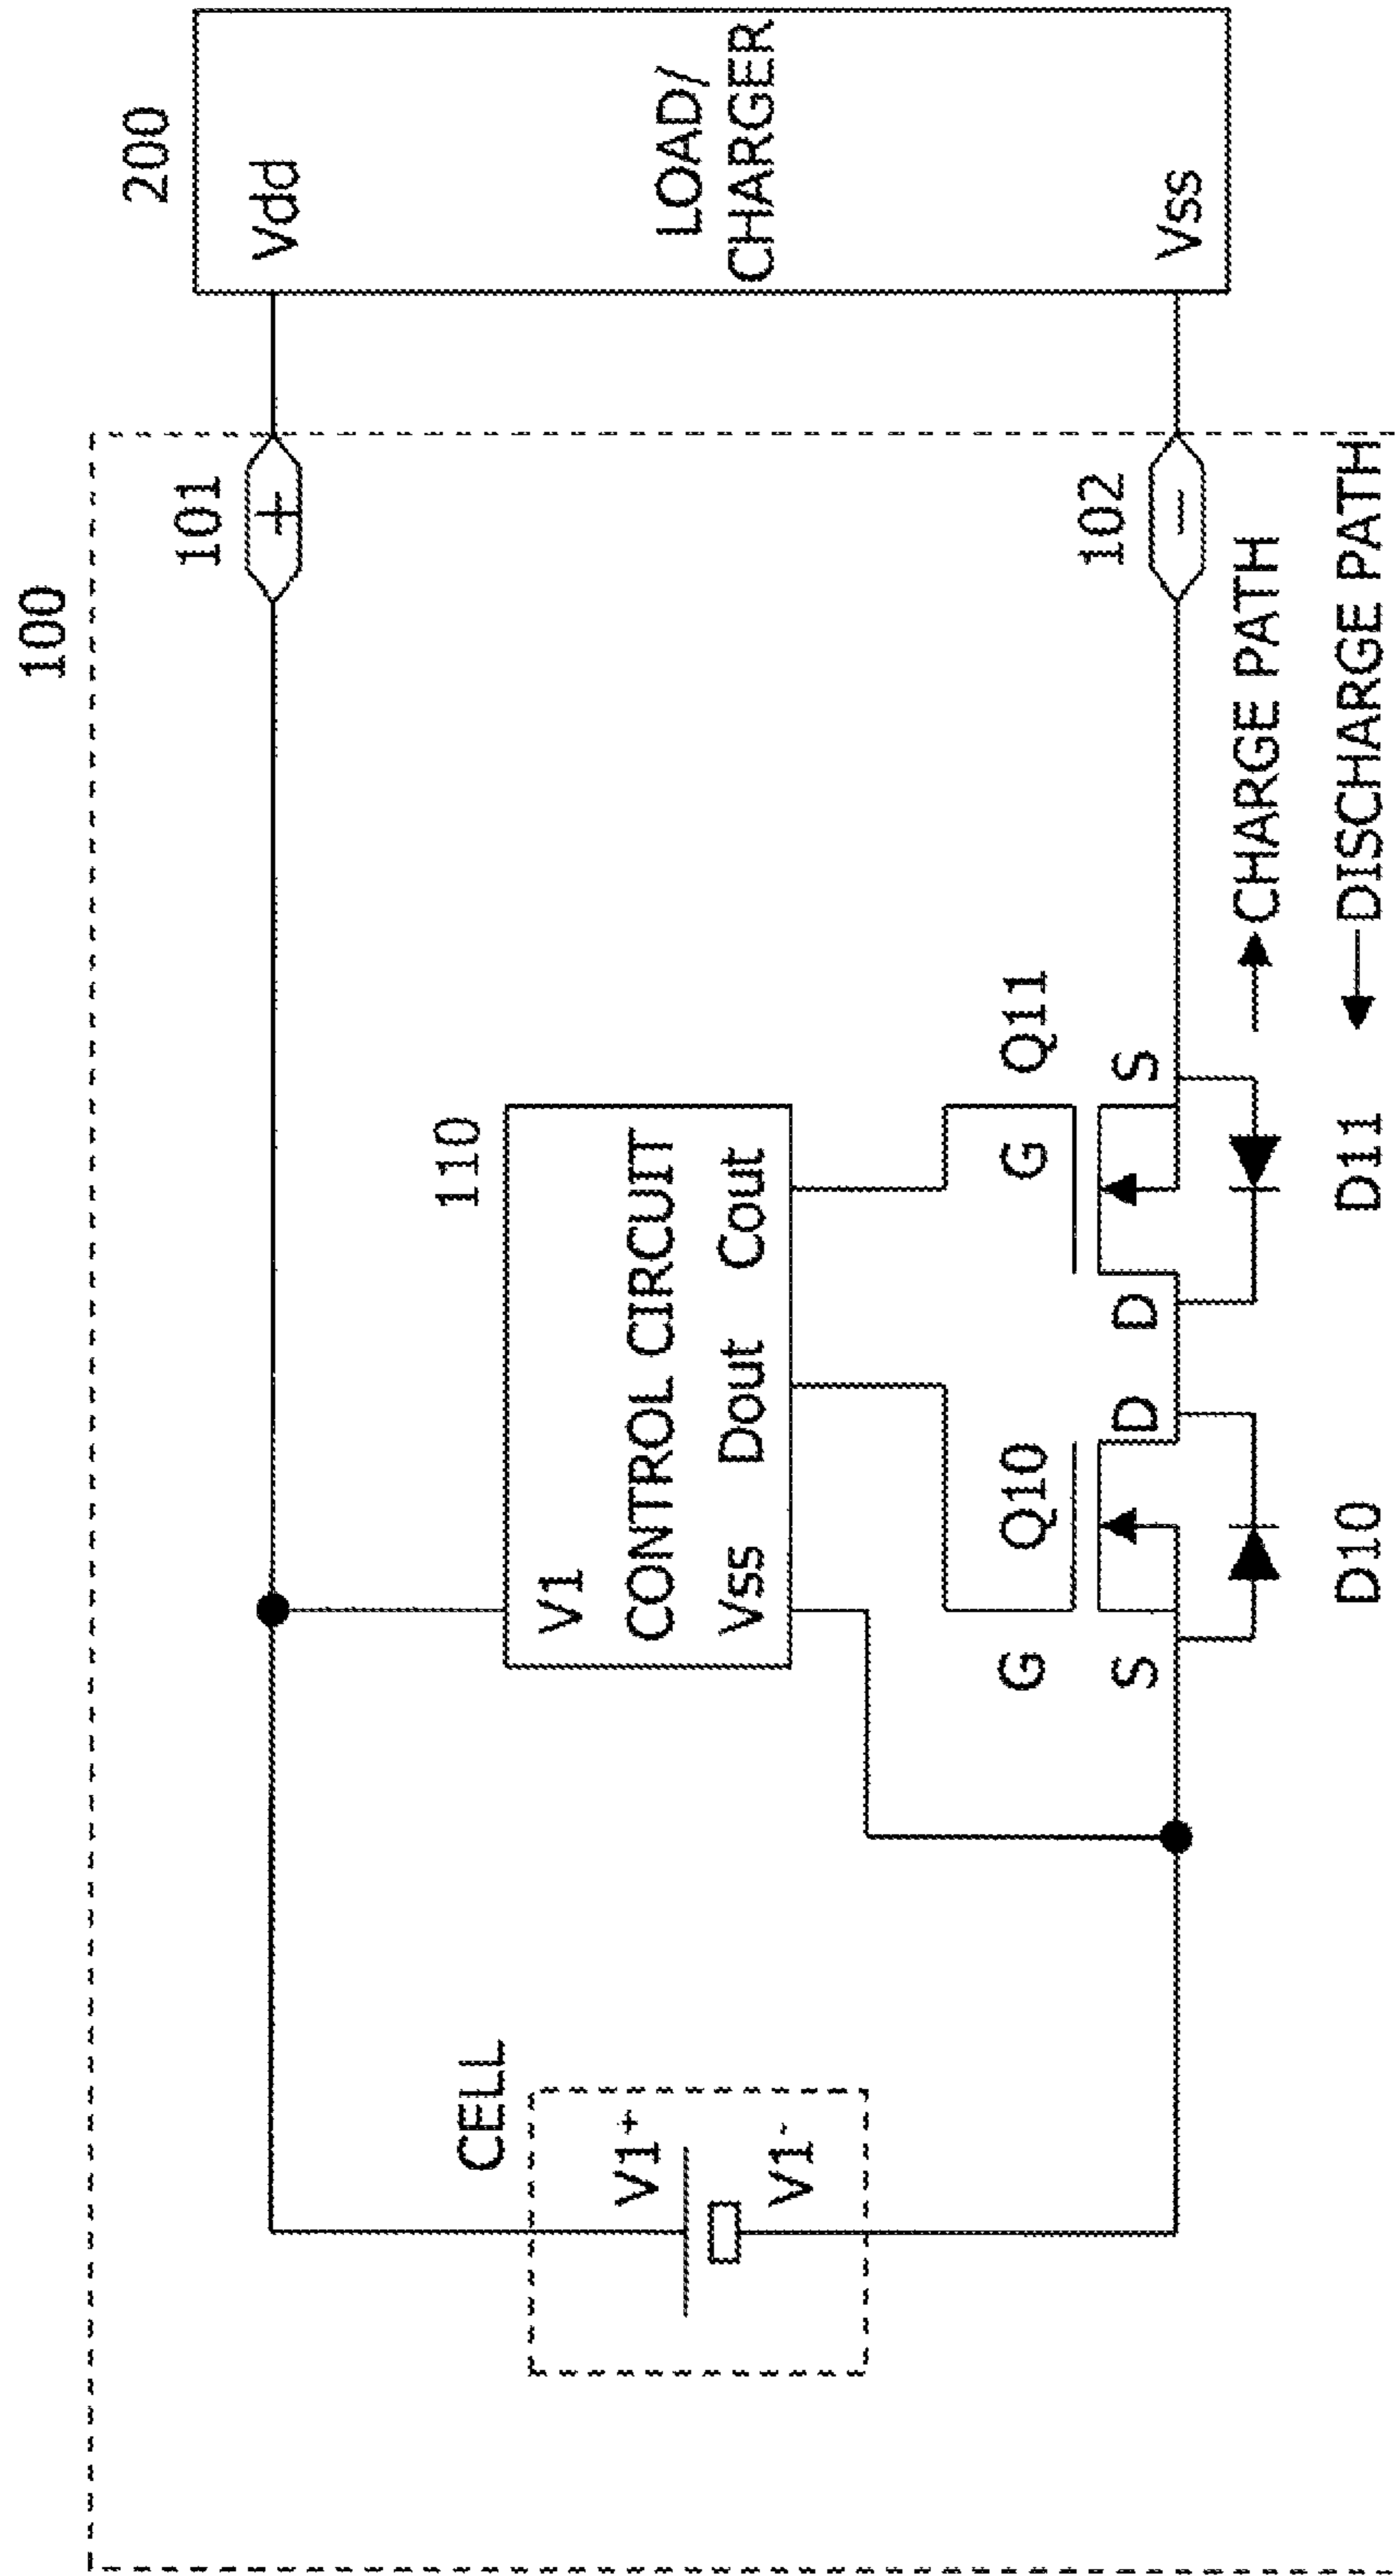 100
200
101
+
Vdd
CELL
110
V1
V1+
CONTROL CIRCUIT
LOAD/
CHARGER
V1-
Vss Dout Cout
G Q10
G Q11
102
−
S D D S
Vss
CHARGE PATH
D10 D11
DISCHARGE PATH